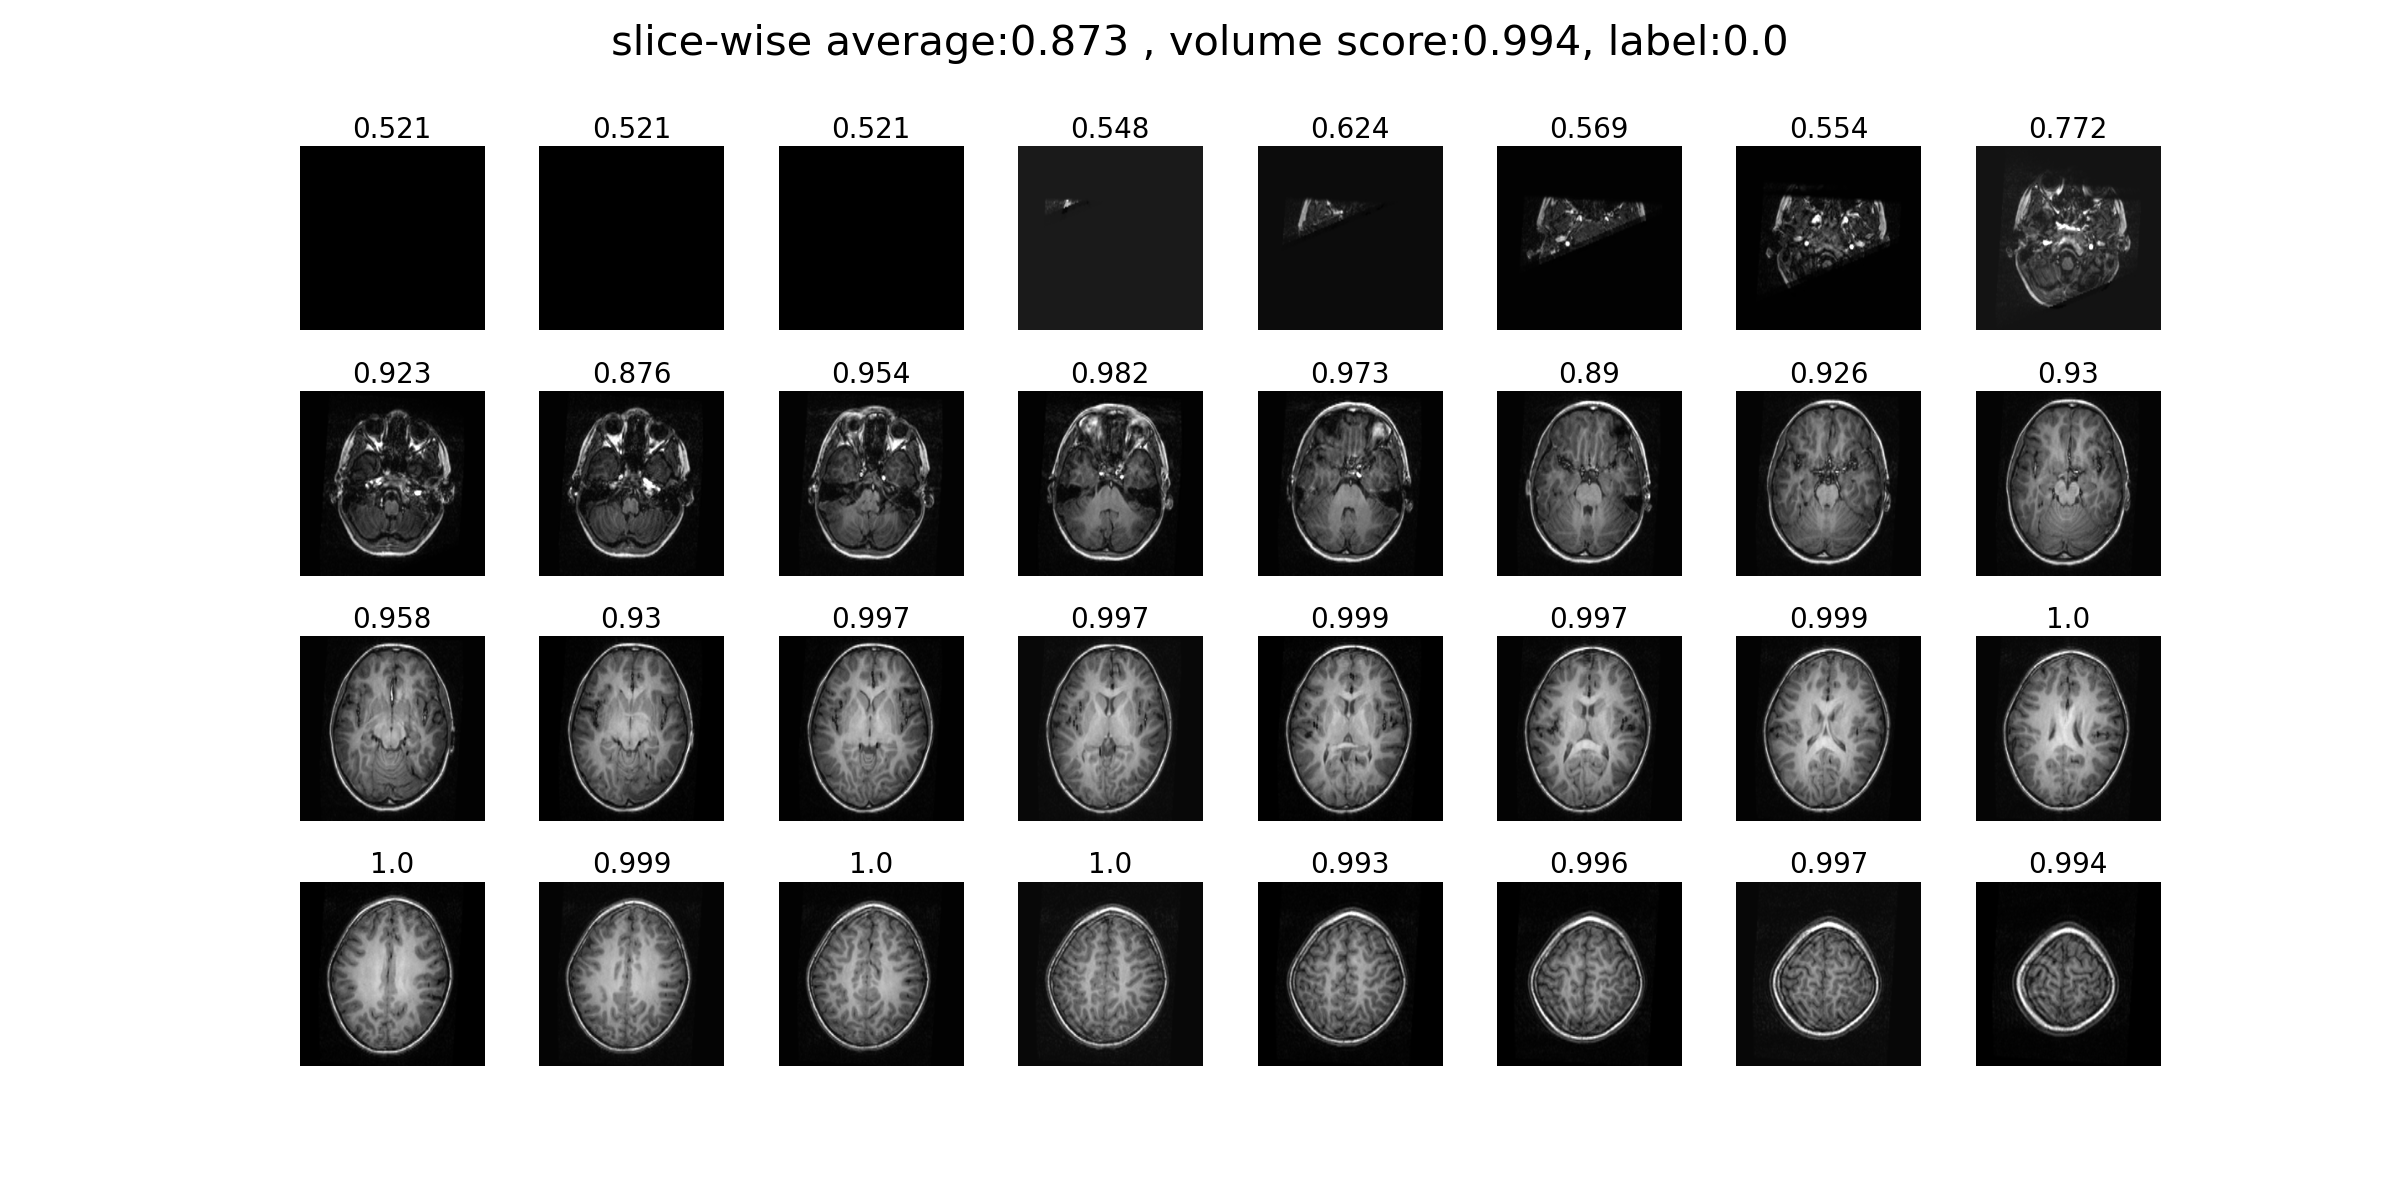 slice-wise average:0.873 , volume score:0.994, label:0.0
0.521 0.521 0.521 0.548 0.624 0.569 0.554 0.772
0.923 0.876 0.954 0.982 0.973 0.89 0.926 0.93
0.958 0.93 0.997 0.997 0.999 0.997 0.999 1.0
1.0 0.999 1.0 1.0 0.993 0.996 0.997 0.994